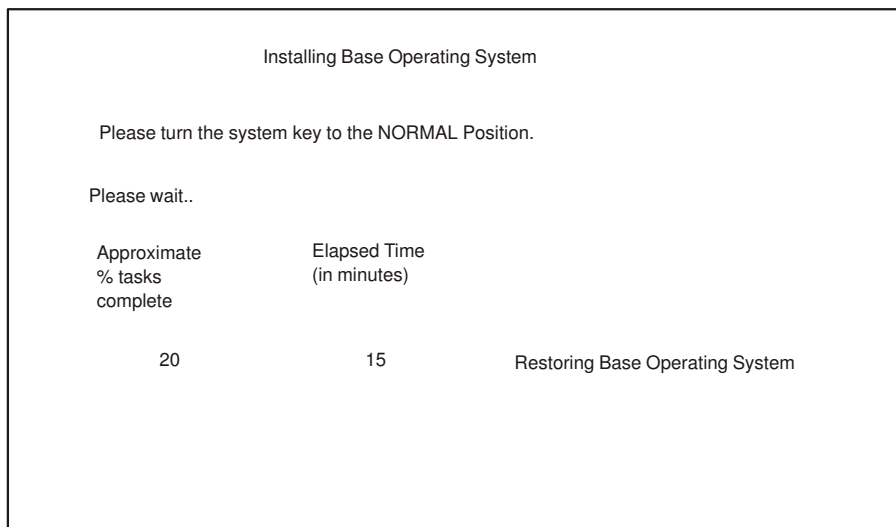 Installing Base Operating System
Please turn the system key to the NORMAL Position.
Please wait..
Approximate
% tasks
complete
Elapsed Time
(in minutes)
20 15 Restoring Base Operating System